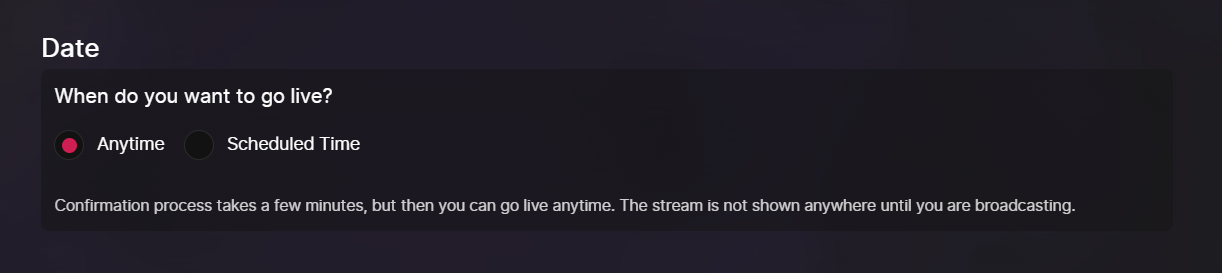 Date
When do you want to go live?
Anytime Scheduled Time
Confirmation process takes a few minutes, but then you can go live anytime. The stream is not shown anywhere until you are broadcasting.